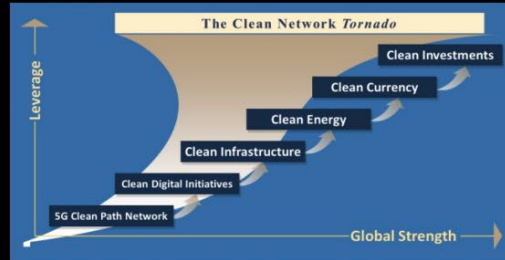 The Clean Network Tornado
Leverage
Clean Investments
Clean Currency
Clean Energy
Clean Infrastructure
Clean Digital Initiatives
5G Clean Path Network
Global Strength